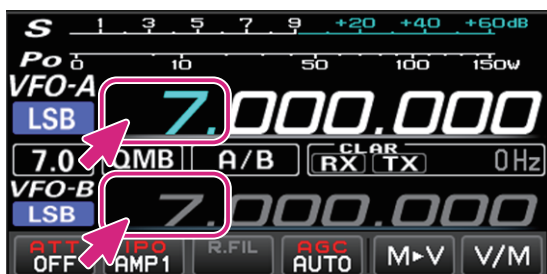 S 1 3 5 7 9 +20 +40 +60dB
Po 0 10 50 100 150W
VFO-A
LSB 7.000.000
7.0 QMB A/B CLAR RX TX 0Hz
VFO-B
LSB 7.000.000
ATT OFF IPO AMP1 R.FIL AGC AUTO M►V V/M